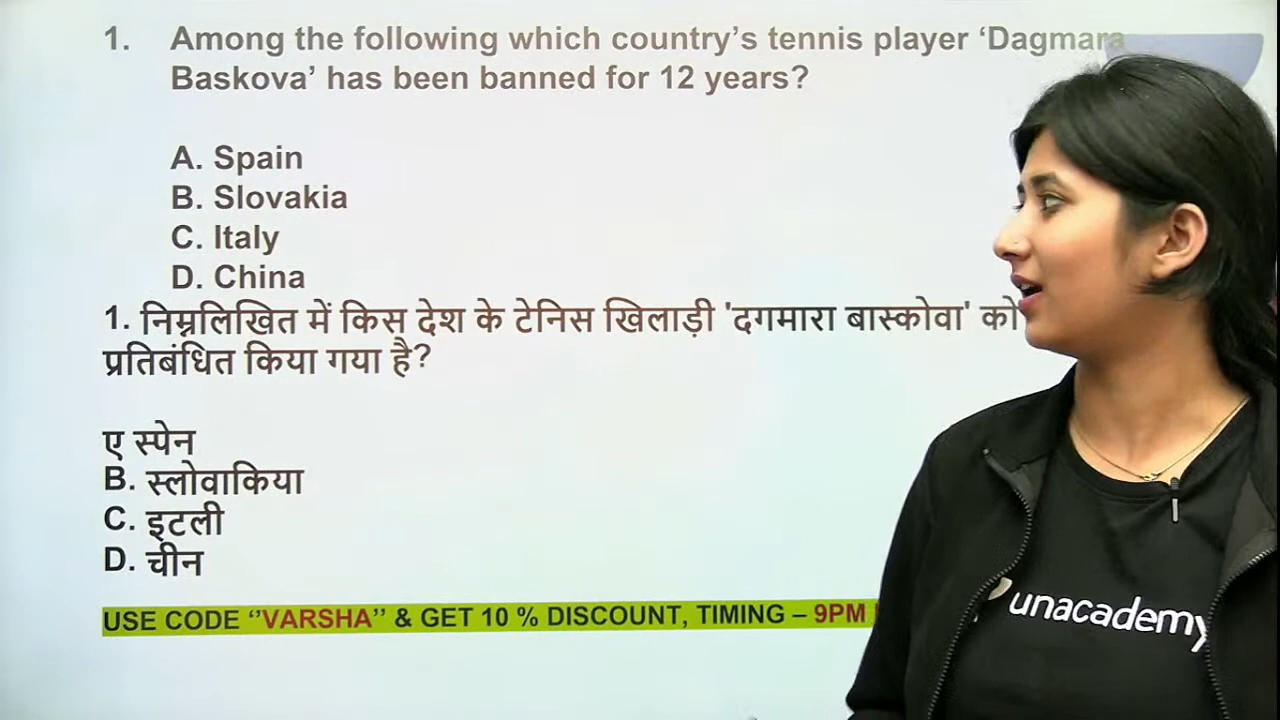 1. Among the following which country’s tennis player ‘Dagmara
Baskova’ has been banned for 12 years?
A. Spain
B. Slovakia
C. Italy
D. China
1. निम्नलिखित में किस देश के टेनिस खिलाड़ी 'दगमारा बास्कोवा' को
प्रतिबंधित किया गया है?
ए स्पेन
B. स्लोवाकिया
C. इटली
D. चीन
USE CODE ‘‘VARSHA’’ & GET 10 % DISCOUNT, TIMING – 9PM
unacademy